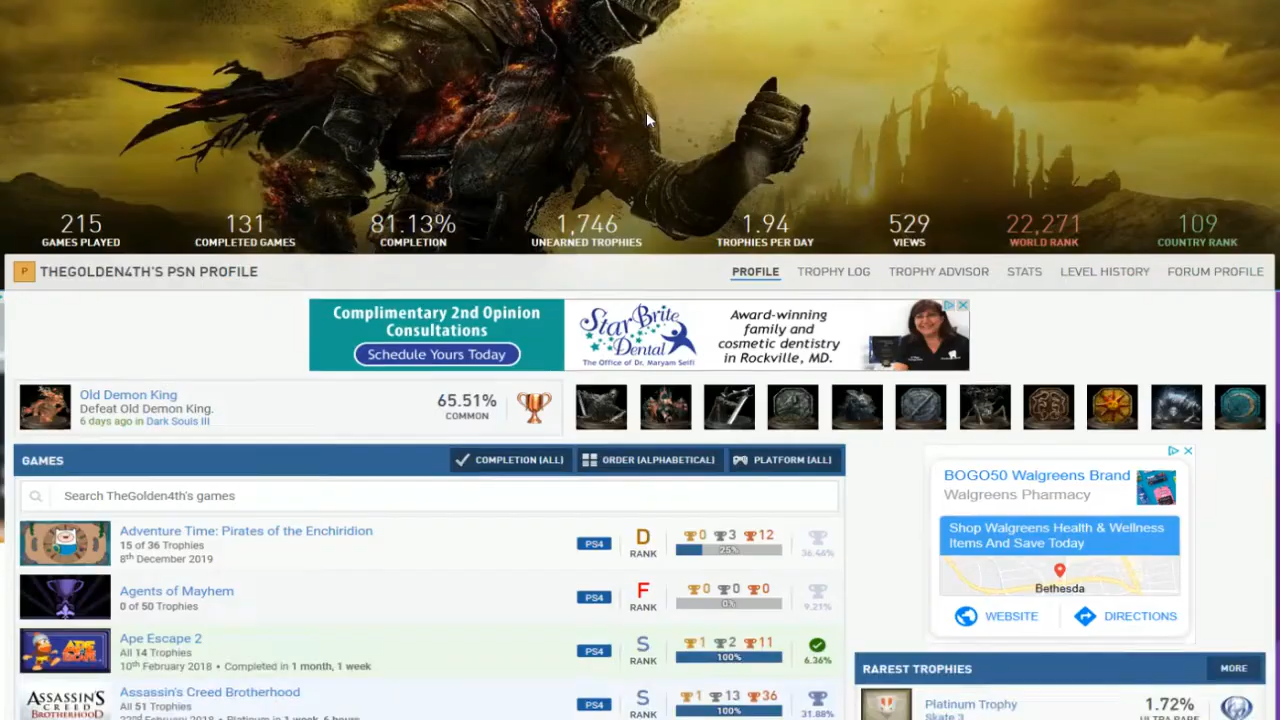 215
GAMES PLAYED
131
COMPLETED GAMES
81.13%
COMPLETION
1,746
UNEARNED TROPHIES
1.94
TROPHIES PER DAY
529
VIEWS
22,271
WORLD RANK
109
COUNTRY RANK
P THEGOLDEN4TH'S PSN PROFILE
PROFILE TROPHY LOG TROPHY ADVISOR STATS LEVEL HISTORY FORUM PROFILE
Complimentary 2nd Opinion
Consultations
Schedule Yours Today
Star Brite
Dental
The Office of Dr. Maryam Seifi
Award-winning
family and
cosmetic dentistry
in Rockville, MD.
Old Demon King
Defeat Old Demon King.
6 days ago in Dark Souls III
65.51%
COMMON
GAMES
COMPLETION (ALL) ORDER (ALPHABETICAL) PLATFORM (ALL)
Search TheGolden4th's games
Adventure Time: Pirates of the Enchiridion
15 of 36 Trophies
8th December 2019
PS4
D
RANK
0 3 12
25%
36.46%
Agents of Mayhem
0 of 50 Trophies
PS4
F
RANK
0 0 0
0%
9.21%
APE
Ape Escape 2
All 14 Trophies
10th February 2018 • Completed in 1 month, 1 week
PS4
S
RANK
1 2 11
100%
6.36%
ASSASSIN'S
CREED
BROTHERHOOD
Assassin's Creed Brotherhood
All 51 Trophies
PS4
S
RANK
1 13 36
100%
31.88%
BOGO50 Walgreens Brand
Walgreens Pharmacy
Shop Walgreens Health & Wellness
Items And Save Today
Bethesda
WEBSITE DIRECTIONS
RAREST TROPHIES
MORE
Platinum Trophy
Skate 3
1.72%
ULTRA RARE